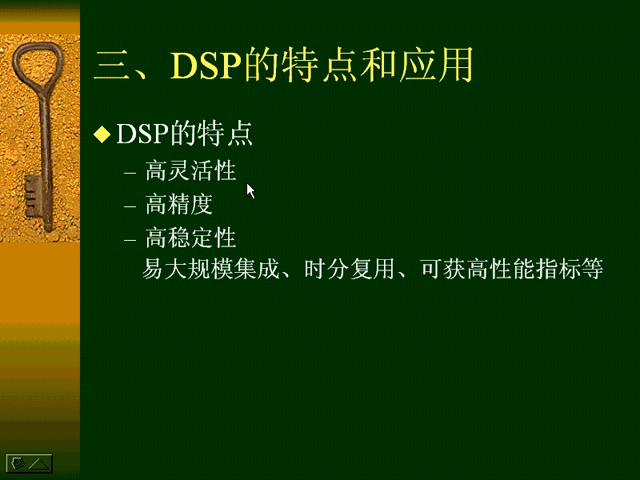 三、DSP的特点和应用
DSP的特点
– 高灵活性
– 高精度
– 高稳定性
易大规模集成、时分复用、可获高性能指标等